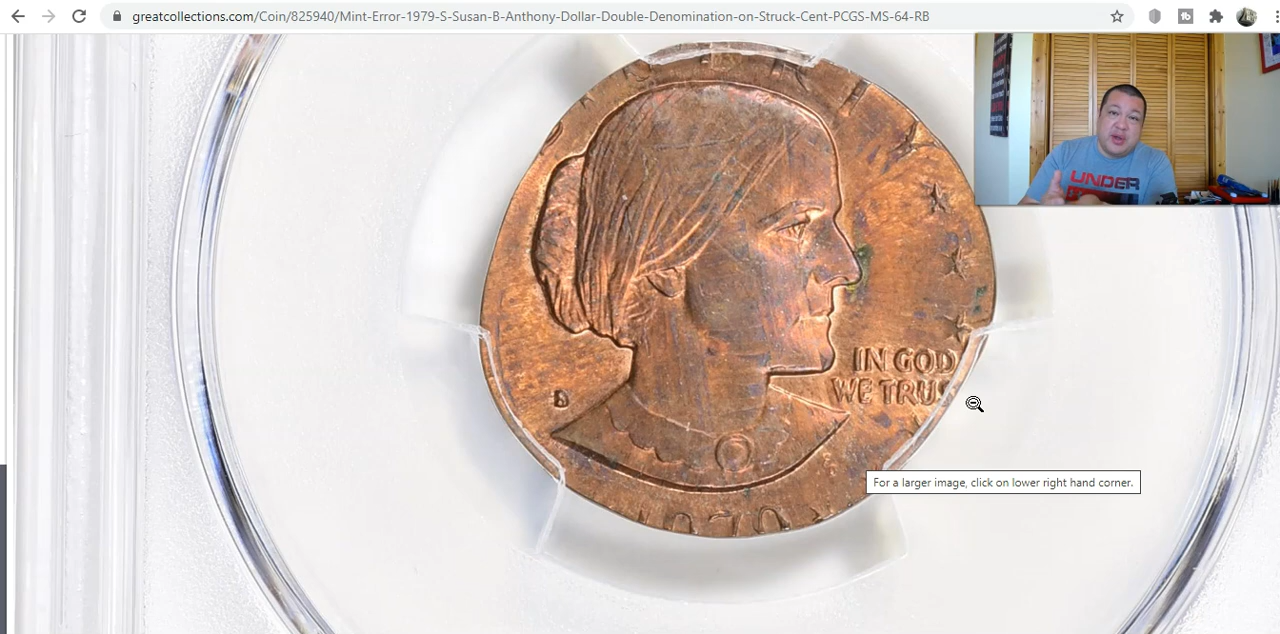 greatcollections.com/Coin/825940/Mint-Error-1979-S-Susan-B-Anthony-Dollar-Double-Denomination-on-Struck-Cent-PCGS-MS-64-RB
UNDER
IN GOD
WE TRUS
For a larger image, click on lower right hand corner.
1979